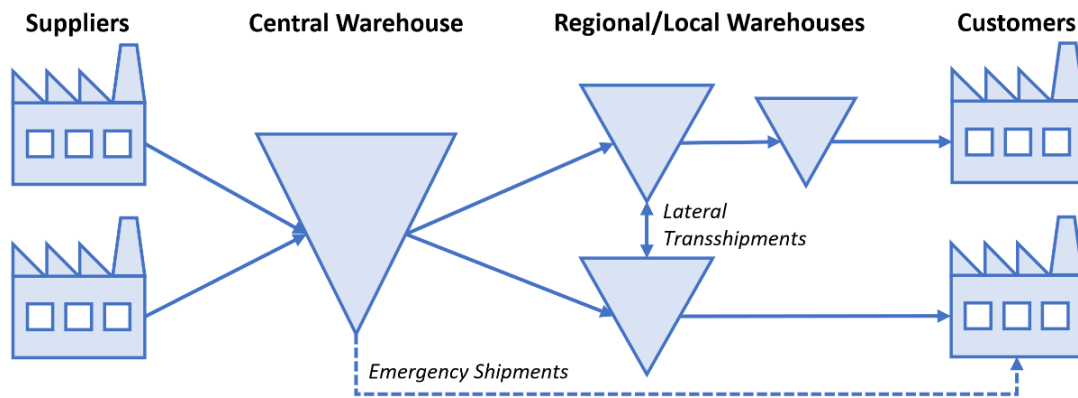 Suppliers
Central Warehouse
Regional/Local Warehouses
Customers
Lateral
Transshipments
Emergency Shipments